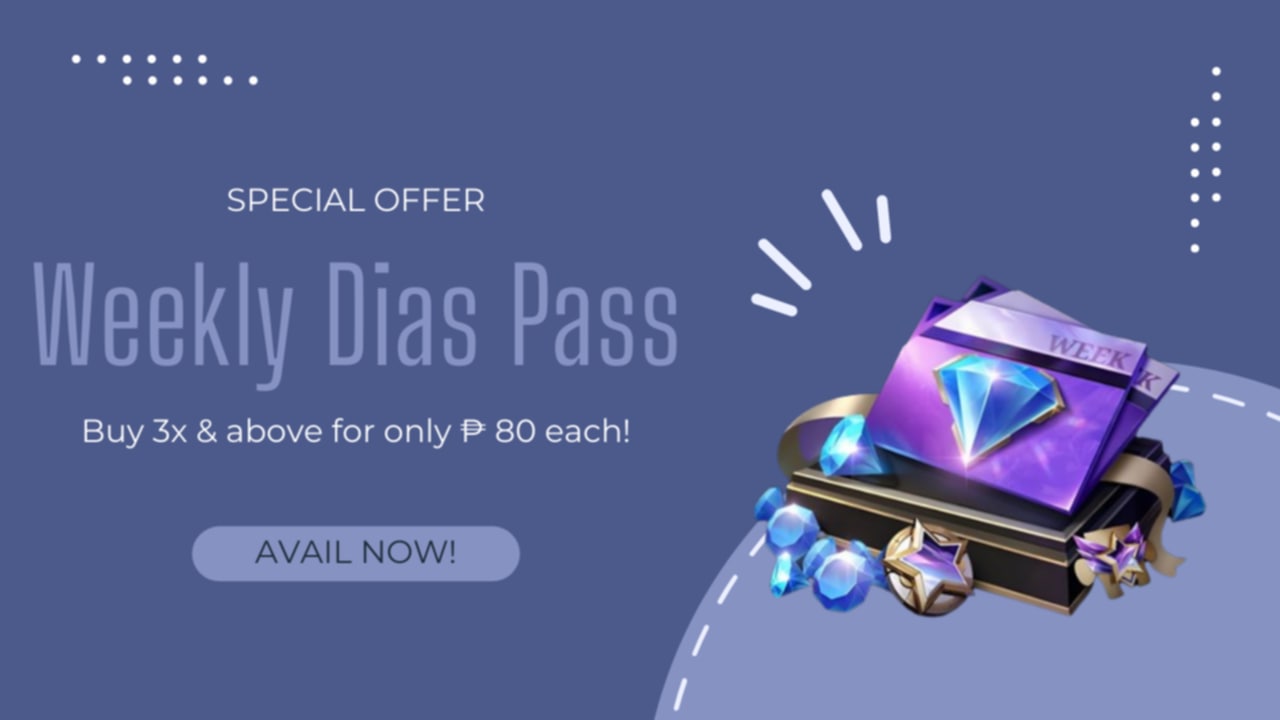 SPECIAL OFFER
Weekly Dias Pass
Buy 3x & above for only ₱ 80 each!
AVAIL NOW!
WEEK
K